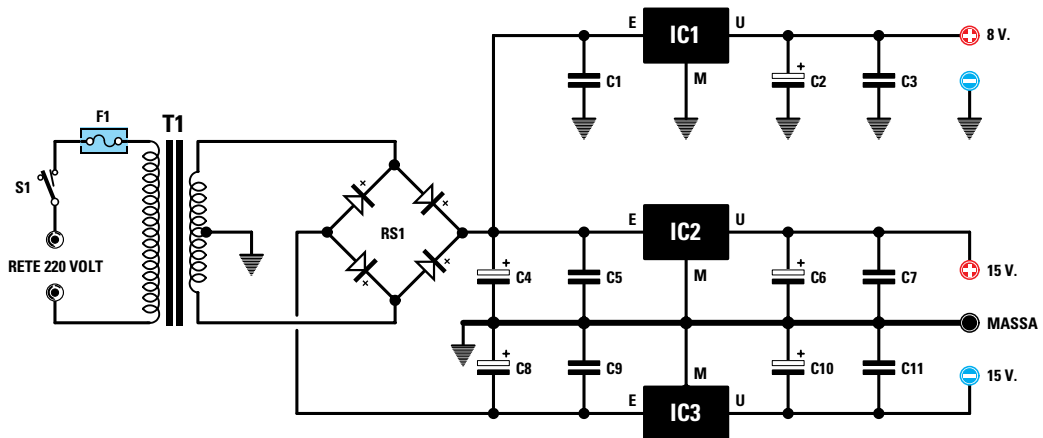 E IC1 U
8 V.
M
C1
+
C2
C3
F1
T1
S1
RETE 220 VOLT
RS1
E IC2 U
M
+
C4
C5
+
C6
C7
15 V.
MASSA
+
C8
C9
M
+
C10
C11
15 V.
E IC3 U